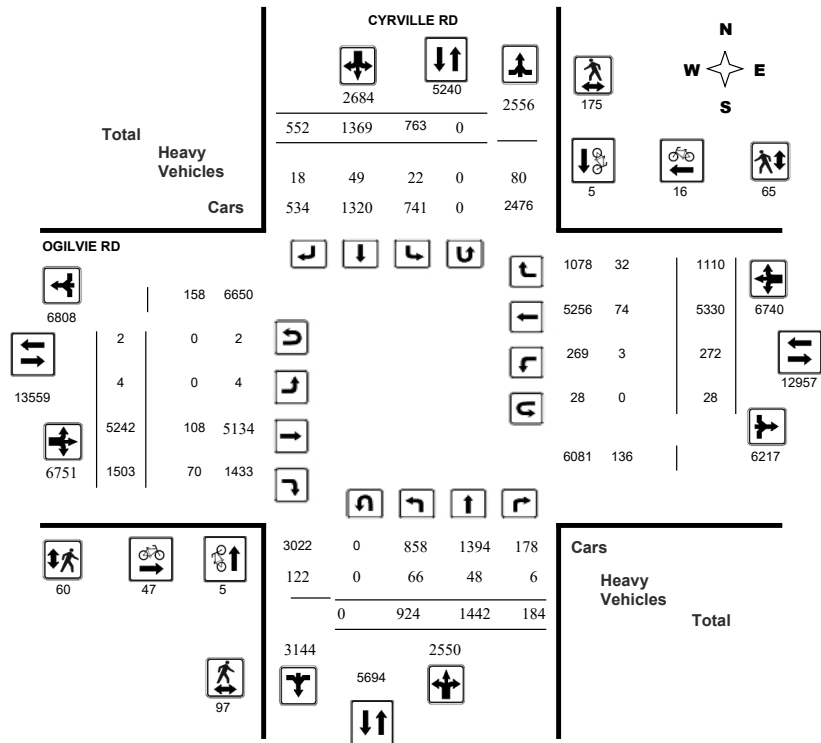 CYRVILLE RD
N
W E
S
2684 5240 2556 175
Total 552 1369 763 0
Heavy
Vehicles 18 49 22 0 80
5 16 65
Cars 534 1320 741 0 2476
OGILVIE RD
1078 32 1110
158 6650
6808
5256 74 5330 6740
2 0 2
269 3 272
13559 4 0 4
12957
28 0 28
5242 108 5134
6751 1503 70 1433
6081 136 6217
3022 0 858 1394 178 Cars
122 0 66 48 6 Heavy
Vehicles
60 47 5
0 924 1442 184 Total
3144 2550
5694
97